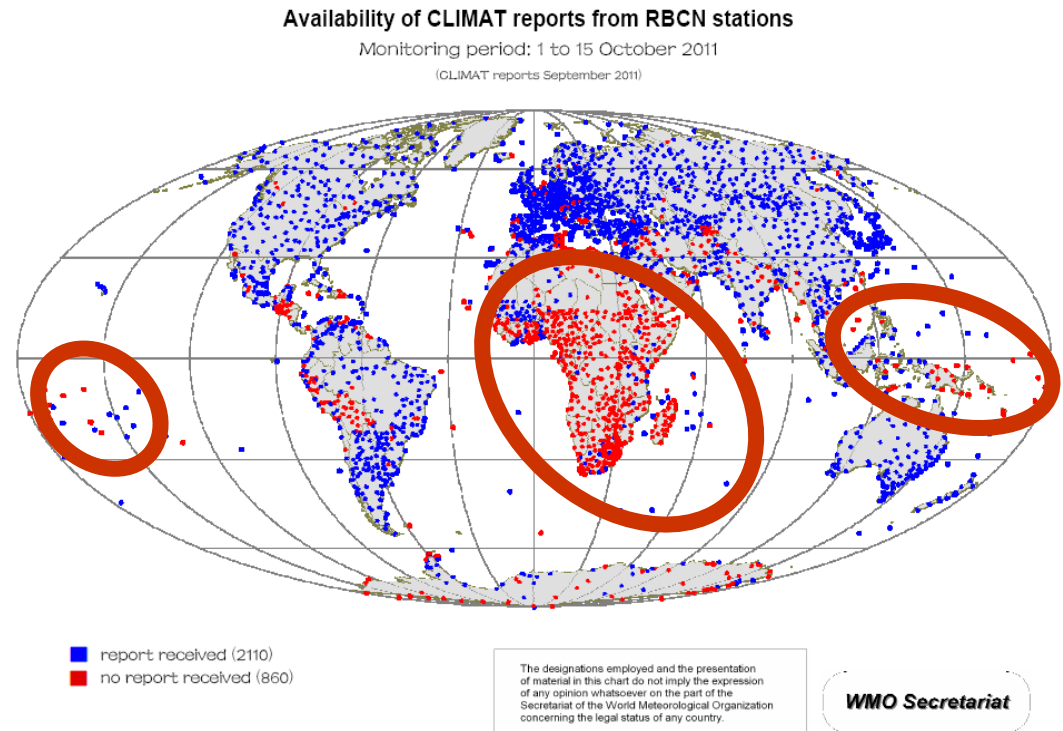 Availability of CLIMAT reports from RBCN stations
Monitoring period: 1 to 15 October 2011
(CLIMAT reports September 2011)
report received (2110)
no report received (860)
The designations employed and the presentation
of material in this chart do not imply the expression
of any opinion whatsoever on the part of the
Secretariat of the World Meteorological Organization
concerning the legal status of any country.
WMO Secretariat